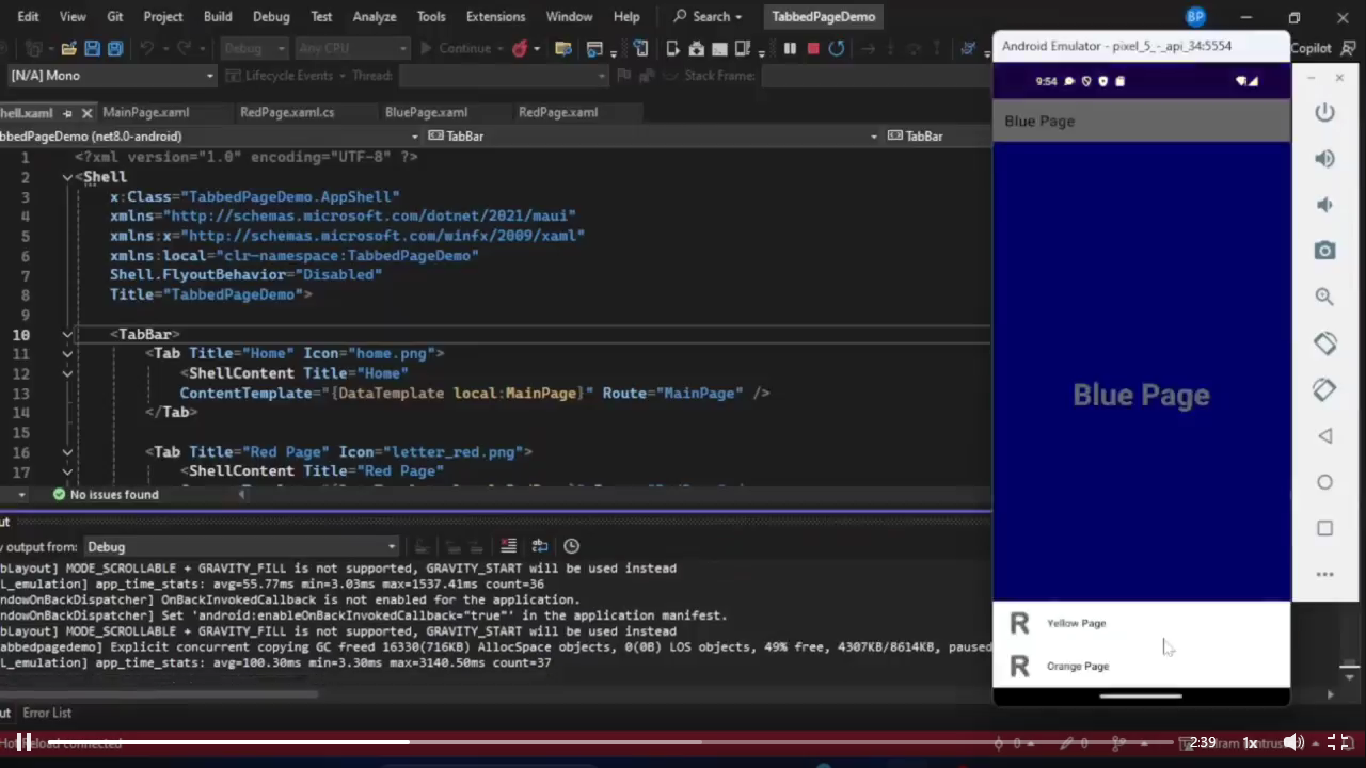 Edit View Git Project Build Debug Test Analyze Tools Extensions Window Help Search TabbedPageDemo BP
Android Emulator - pixel_5_-_api_34:5554
Debug Any CPU Continue Copilot
[N/A] Mono Lifecycle Events Thread: Stack Frame:
9:54
hell.xaml MainPage.xaml RedPage.xaml.cs BluePage.xaml RedPage.xaml
Blue Page
bbedPageDemo (net8.0-android) TabBar TabBar
1 <?xml version="1.0" encoding="UTF-8" ?>
2 <Shell
3 x:Class="TabbedPageDemo.AppShell"
4 xmlns="http://schemas.microsoft.com/dotnet/2021/maui"
5 xmlns:x="http://schemas.microsoft.com/winfx/2009/xaml"
6 xmlns:local="clr-namespace:TabbedPageDemo"
7 Shell.FlyoutBehavior="Disabled"
8 Title="TabbedPageDemo">
9
10 <TabBar>
11 <Tab Title="Home" Icon="home.png">
12 <ShellContent Title="Home"
13 ContentTemplate="{DataTemplate local:MainPage}" Route="MainPage" />
14 </Tab>
15
16 <Tab Title="Red Page" Icon="letter_red.png">
17 <ShellContent Title="Red Page"
Blue Page
No issues found
ut
y output from: Debug
bLayout] MODE_SCROLLABLE + GRAVITY_FILL is not supported, GRAVITY_START will be used instead
L_emulation] app_time_stats: avg=55.77ms min=3.03ms max=1537.41ms count=36
ndowOnBackDispatcher] OnBackInvokedCallback is not enabled for the application.
ndowOnBackDispatcher] Set 'android:enableOnBackInvokedCallback="true"' in the application manifest.
bLayout] MODE_SCROLLABLE + GRAVITY_FILL is not supported, GRAVITY_START will be used instead
abbedpagedemo] Explicit concurrent copying GC freed 16330(716KB) AllocSpace objects, 0(0B) LOS objects, 49% free, 4307KB/8614KB, paused
L_emulation] app_time_stats: avg=100.30ms min=3.30ms max=3140.50ms count=37
R Yellow Page
R Orange Page
ut Error List
Hot Reload connected 0 0 2:39 1x